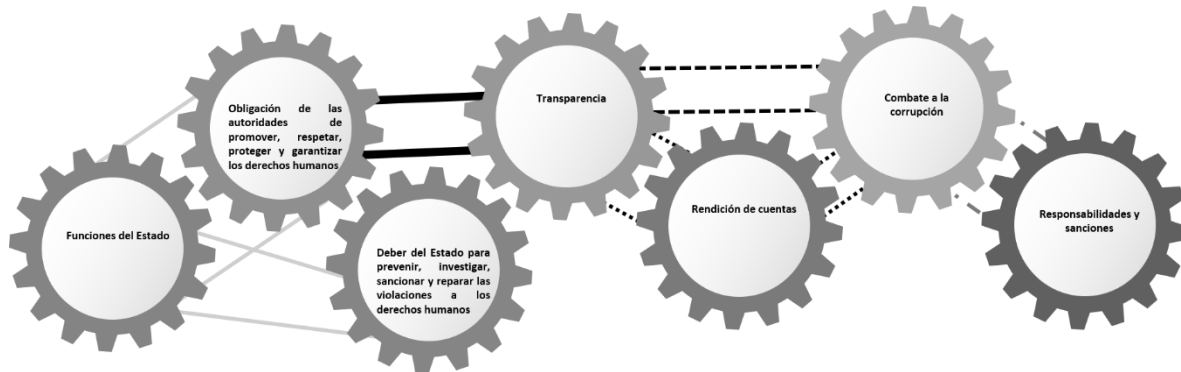 Funciones del Estado
Obligación de las
autoridades de
promover, respetar,
proteger y garantizar
los derechos humanos
Deber del Estado para
prevenir, investigar,
sancionar y reparar las
violaciones a los
derechos humanos
Transparencia
Rendición de cuentas
Combate a la
corrupción
Responsabilidades y
sanciones